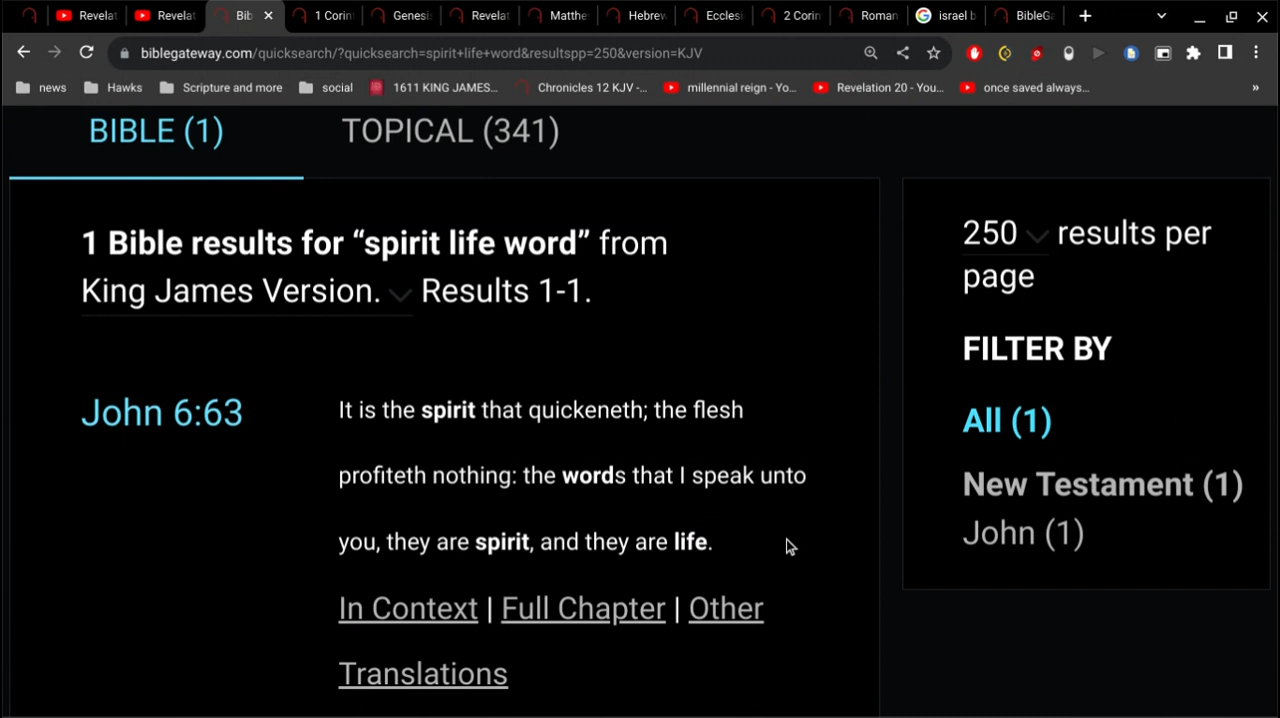 Revelat
Revelat
Bib
1 Corin
Genesis
Revelat
Matthe
Hebrew
Ecclesi
2 Corin
Roman
israel b
BibleGa
biblegateway.com/quicksearch/?quicksearch=spirit+life+word&resultspp=250&version=KJV
news
Hawks
Scripture and more
social
1611 KING JAMES...
Chronicles 12 KJV -...
millennial reign - Yo...
Revelation 20 - You...
once saved always...
»
BIBLE (1)
TOPICAL (341)
1 Bible results for “spirit life word” from
King James Version. Results 1-1.
John 6:63
It is the spirit that quickeneth; the flesh
profiteth nothing: the words that I speak unto
you, they are spirit, and they are life.
In Context | Full Chapter | Other
Translations
250 results per
page
FILTER BY
All (1)
New Testament (1)
John (1)